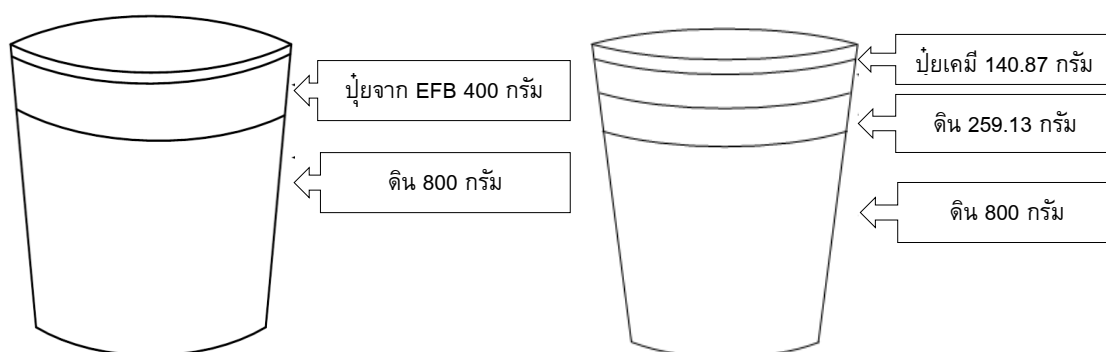 ปุ๋ยจาก EFB 400 กรัม
ดิน 800 กรัม
ปุ๋ยเคมี 140.87 กรัม
ดิน 259.13 กรัม
ดิน 800 กรัม